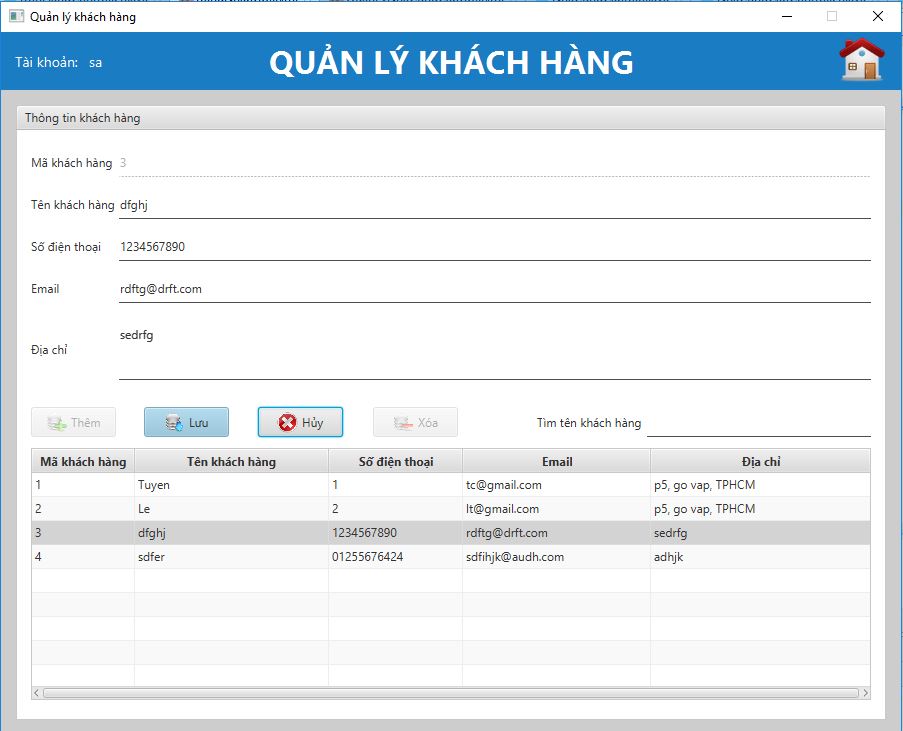 Quản lý khách hàng
Tài khoản: sa
QUẢN LÝ KHÁCH HÀNG
Thông tin khách hàng
Mã khách hàng 3
Tên khách hàng dfghj
Số điện thoại 1234567890
Email rdftg@drft.com
Địa chỉ sedrfg
Thêm Lưu Hủy Xóa Tìm tên khách hàng
Mã khách hàng Tên khách hàng Số điện thoại Email Địa chỉ
1 Tuyen 1 tc@gmail.com p5, go vap, TPHCM
2 Le 2 lt@gmail.com p5, go vap, TPHCM
3 dfghj 1234567890 rdftg@drft.com sedrfg
4 sdfer 01255676424 sdfihjk@audh.com adhjk